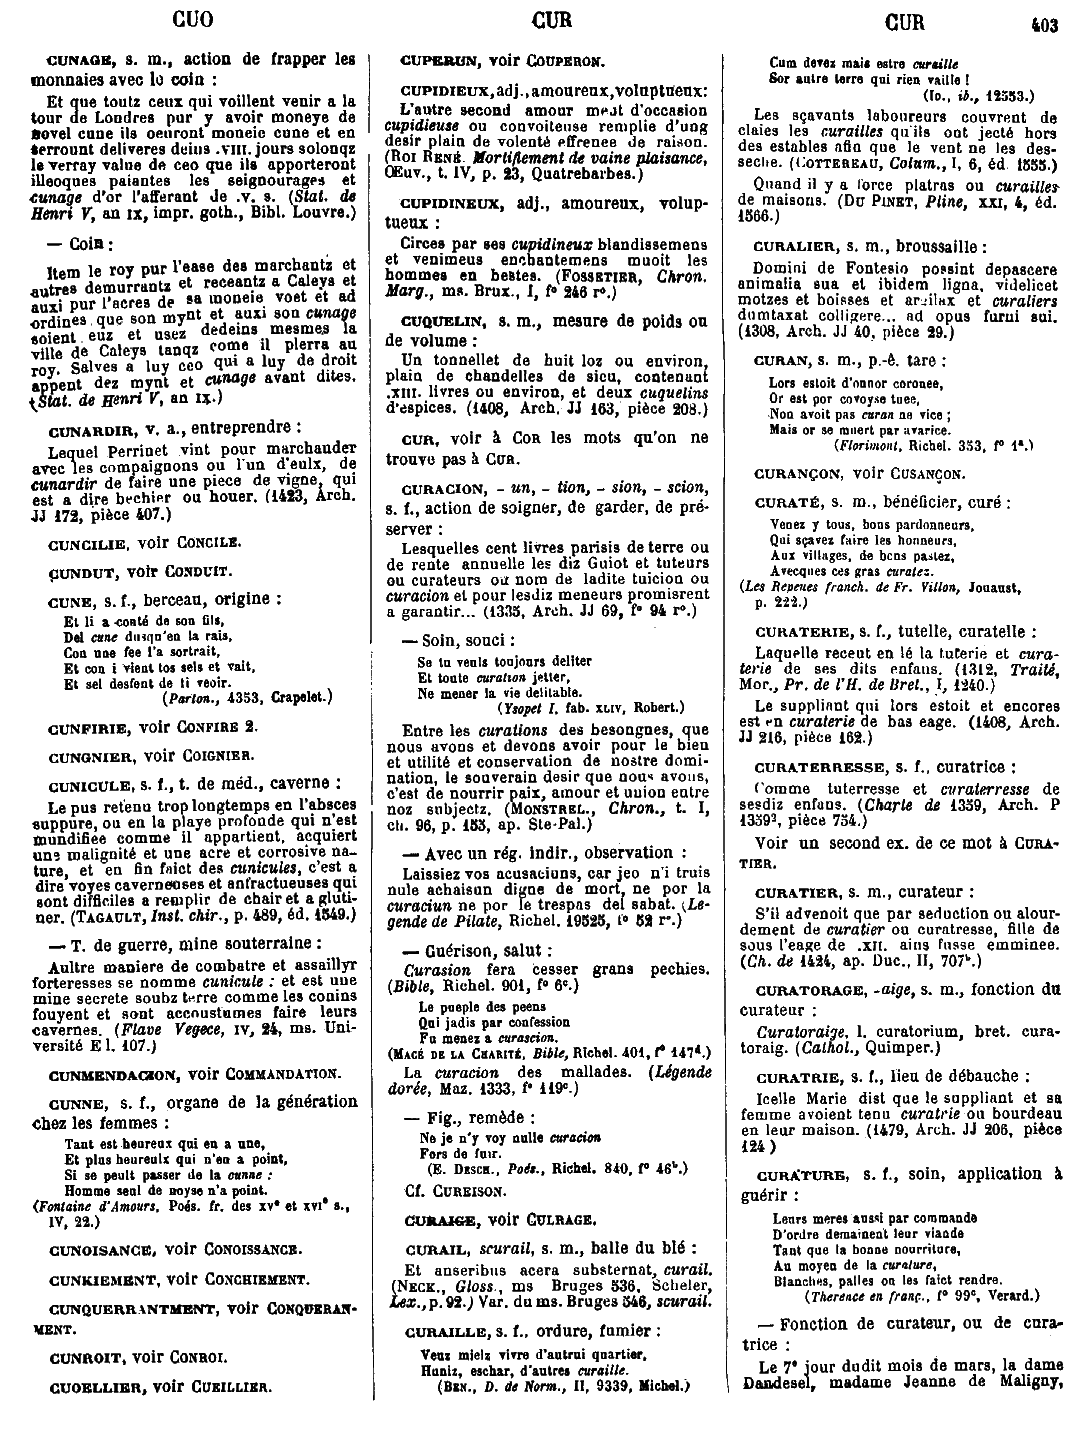 CUO
CUR
CUR
403
CUNAGE, s. m., action de frapper les
monnaies avec le coin :
Et que toutz ceux qui voillent venir a la
tour de Londres pur y avoir moneye de
novel cune ils oeuront moneie cune et en
serrount deliveres deins .VIII. jours solonqz
le verray value de ceo que ils apporteront
illeoques paiantes les seignourages et
cunage d'or l'afferant de .v. s. (Stat. de
Henri V, an IX, impr. goth., Bibl. Louvre.)
— Coin :
Item le roy pur l'ease des marchantz et
autres demurrantz et receantz a Caleys et
auxi pur l'acres de sa moneie voet et ad
ordines que son mynt et auxi son cunage
soient euz et usez dedeins mesmes la
ville de Caleys tanqz come il plerra au
roy. Salves a luy ceo qui a luy de droit
appent dez mynt et cunage avant dites.
(Stat. de Henri V, an IX.)
CUNARDIR, v. a., entreprendre :
Lequel Perrinet vint pour marchander
avec les compaignons ou l'un d'eulx, de
cunardir de faire une piece de vigne, qui
est a dire bechier ou houer. (1423, Arch.
JJ 172, pièce 407.)
CUNCILIE, voir CONCILE.
CUNDUT, voir CONDUIT.
CUNE, s. f., berceau, origine :
Et li a conté de son fils,
Del cune dusqu'en la rais,
Con une fee l'a sortrait,
Et con i vient tos sels et vait,
Et sel desfent de li veoir.
(Parton., 4353, Crapelet.)
CUNFIRIE, voir CONFIRE 2.
CUNGNIER, voir COIGNIER.
CUNICULE, s. f., t. de méd., caverne :
Le pus retenu trop longtemps en l'absces
suppure, ou en la playe profonde qui n'est
mundifiee comme il appartient, acquiert
une malignité et une acre et corrosive na-
ture, et en fin faict des cunicules, c'est a
dire voyes caverneuses et anfractueuses qui
sont difficiles a remplir de chair et a gluti-
ner. (TAGAULT, Inst. chir., p. 489, éd. 1549.)
— T. de guerre, mine souterraine :
Aultre maniere de combatre et assaillyr
forteresses se nomme cunicule : et est une
mine secrete soubz terre comme les conins
fouyent et sont accoustumes faire leurs
cavernes. (Flave Vegece, IV, 24, ms. Uni-
versité E I. 107.)
CUNMENDACION, voir COMMANDATION.
CUNNE, s. f., organe de la génération
chez les femmes :
Tant est heureux qui en a une,
Et plus heureulx qui n'en a point,
Si se peult passer de la cunne :
Homme seul de noyse n'a point.
(Fontaine d'Amours, Poés. fr. des xve et xvie s.,
IV, 22.)
CUNOISANCE, voir CONOISSANCE.
CUNKIEMENT, voir CONCHIEMENT.
CUNQUERRANTMENT, voir CONQUERAN-
MENT.
CUNROIT, voir CONROI.
CUOELLIER, voir CUEILLIER.
CUPERUN, voir COUPERON.
CUPIDIEUX, adj., amoureux, voluptueux:
L'autre second amour meut d'occasion
cupidieuse ou convoiteuse remplie d'ung
desir plain de volenté effrenee de raison.
(ROI RENÉ. Mortifiement de vaine plaisance,
Œuv., t. IV, p. 23, Quatrebarbes.)
CUPIDINEUX, adj., amoureux, volup-
tueux :
Circes par ses cupidineux blandissemens
et venimeus enchantemens muoit les
hommes en bestes. (FOSSETIER, Chron.
Marg., ms. Brux., I, f° 246 r°.)
CUQUELIN, s. m., mesure de poids ou
de volume :
Un tonnellet de huit loz ou environ,
plain de chandelles de sieu, contenant
.XIII. livres ou environ, et deux cuquelins
d'espices. (1408, Arch. JJ 163, pièce 208.)
CUR, voir à COR les mots qu'on ne
trouve pas à CUR.
CURACION, - un, - tion, - sion, - scion,
s. f., action de soigner, de garder, de pré-
server :
Lesquelles cent livres parisis de terre ou
de rente annuelle les diz Guiot et tuteurs
ou curateurs ou nom de ladite tuicion ou
curacion et pour lesdiz meneurs promisrent
a garantir... (1335, Arch. JJ 69, f° 94 r°.)
— Soin, souci :
Se tu veuls toujours deliter
Et toute curation jetter,
Ne mener la vie delitable.
(Ysopet I, fab. XLIV, Robert.)
Entre les curations des besongnes, que
nous avons et devons avoir pour le bien
et utilité et conservation de nostre domi-
nation, le souverain desir que nous avons,
c'est de nourrir paix, amour et union entre
noz subjectz. (MONSTREL., Chron., t. I,
ch. 96, p. 153, ap. Ste-Pal.)
— Avec un rég. indir., observation :
Laissiez vos acusaciuns, car jeo n'i truis
nule achaisun digne de mort, ne por la
curaciun ne por le trespas del sabat. (Le-
gende de Pilate, Richel. 19525, f° 52 r°.)
— Guérison, salut :
Curasion fera cesser grans pechies.
(Bible, Richel. 901, f° 6c.)
Le pueple des peens
Qui jadis par confession
Fu menez a curascion.
(MACÉ DE LA CHARITÉ, Bible, Richel. 401, f° 147d.)
La curacion des mallades. (Légende
dorée, Maz. 1333, f° 119c.)
— Fig., remède :
Ne je n'y voy nulle curacion
Fors de fuir.
(E. DESCH., Poés., Richel. 840, f° 46b.)
Cf. CUREISON.
CURAIGE, voir CULRAGE.
CURAIL, scurail, s. m., balle du blé :
Et anseribus acera substernat, curail.
(NECK., Gloss., ms Bruges 536, Scheler,
Lex., p. 92.) Var. du ms. Bruges 546, scurail.
CURAILLE, s. f., ordure, fumier :
Veuz mielz vivre d'autrui quartier,
Huniz, eschar, d'autres curaille.
(BEN., D. de Norm., II, 9339, Michel.)
Cum devez mais estre curaille
Sor autre terre qui rien vaille !
(ID., ib., 12553.)
Les sçavants laboureurs couvrent de
claies les curailles qu'ils ont jecté hors
des estables afin que le vent ne les des-
seche. (COTTEREAU, Colum., I, 6, éd. 1555.)
Quand il y a force platras ou curailles
de maisons. (DU PINET, Pline, XXI, 4, éd.
1566.)
CURALIER, s. m., broussaille :
Domini de Fontesio possint depascere
animalia sua et ibidem ligna, videlicet
motzes et boisses et arzilax et curaliers
dumtaxat colligere... ad opus furni sui.
(1308, Arch. JJ 40, pièce 29.)
CURAN, s. m., p.-ê. tare :
Lors estoit d'onnor coronee,
Or est por covoyse tuee,
Non avoit pas curan ne vice ;
Mais or se muert par avarice.
(Florimont, Richel. 353, f° 1a.)
CURANÇON, voir CUSANÇON.
CURATÉ, s. m., bénéficier, curé :
Venez y tous, bons pardonneurs,
Qui sçavez faire les honneurs,
Aux villages, de bons pastez,
Avecques ces gras curatez.
(Les Repenes franch. de Fr. Villon, Jouaust,
p. 222.)
CURATERIE, s. f., tutelle, curatelle :
Laquelle receut en lé la tuterie et cura-
terie de ses dits enfans. (1312, Traité,
Mor., Pr. de l'H. de Bret., I, 1240.)
Le suppliant qui lors estoit et encores
est en curaterie de bas eage. (1408, Arch.
JJ 216, pièce 162.)
CURATERRESSE, s. f., curatrice :
Comme tuterresse et curaterresse de
sesdiz enfans. (Charte de 1339, Arch. P
1339², pièce 754.)
Voir un second ex. de ce mot à CURA-
TIER.
CURATIER, s. m., curateur :
S'il advenoit que par seduction ou alour-
dement de curatier ou curatresse, fille de
sous l'eage de .XII. ains fusse emminee.
(Ch. de 1424, ap. Duc., II, 707b.)
CURATORAGE, -aige, s. m., fonction du
curateur :
Curatoraige, l. curatorium, bret. cura-
toraig. (Cathol., Quimper.)
CURATRIE, s. f., lieu de débauche :
Icelle Marie dist que le suppliant et sa
femme avoient tenu curatrie ou bourdeau
en leur maison. (1479, Arch. JJ 206, pièce
124)
CURATURE, s. f., soin, application à
guérir :
Leurs meres aussi par commande
D'ordre demainent leur viande
Tant que la bonne nourriture,
Au moyen de la curature,
Blanches, palles ou les faict rendre.
(Therence en franç., f° 99c, Verard.)
— Fonction de curateur, ou de cura-
trice :
Le 7e jour dudit mois de mars, la dame
Dandesel, madame Jeanne de Maligny,